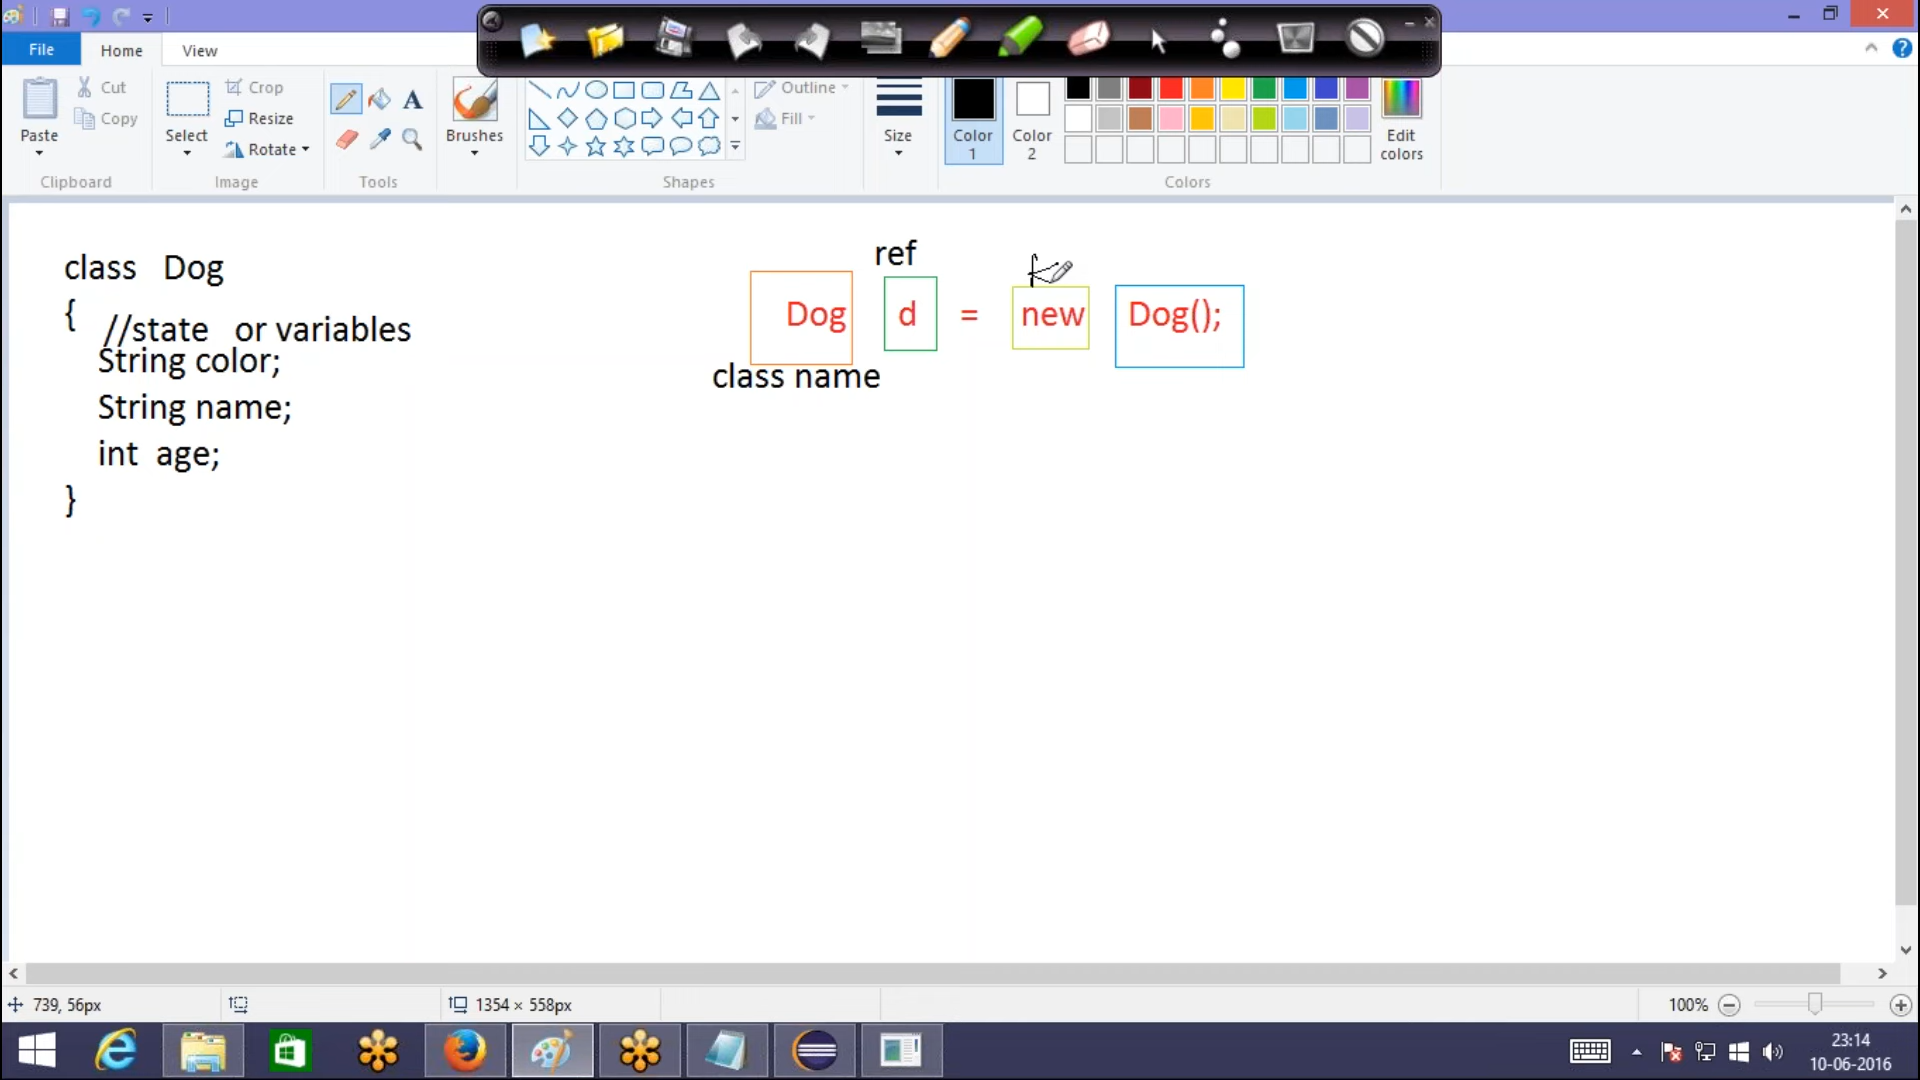 File
Home
View
Paste
Cut
Copy
Clipboard
Select
Crop
Resize
Rotate
Image
Tools
Brushes
Shapes
Outline
Fill
Size
Color
1
Color
2
Edit
colors
Colors
class Dog
{ //state or variables
String color;
String name;
int age;
}
ref
k
Dog d = new Dog();
class name
739, 56px
1354 × 558px
100%
23:14
10-06-2016